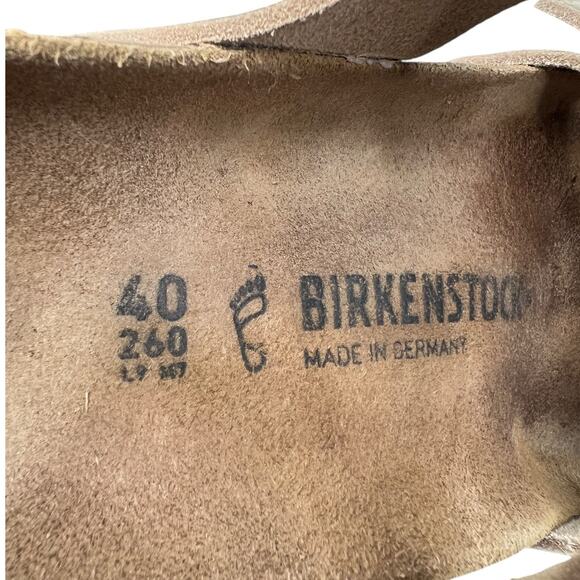 40
260
L9 M7
BIRKENSTOCK
MADE IN GERMANY